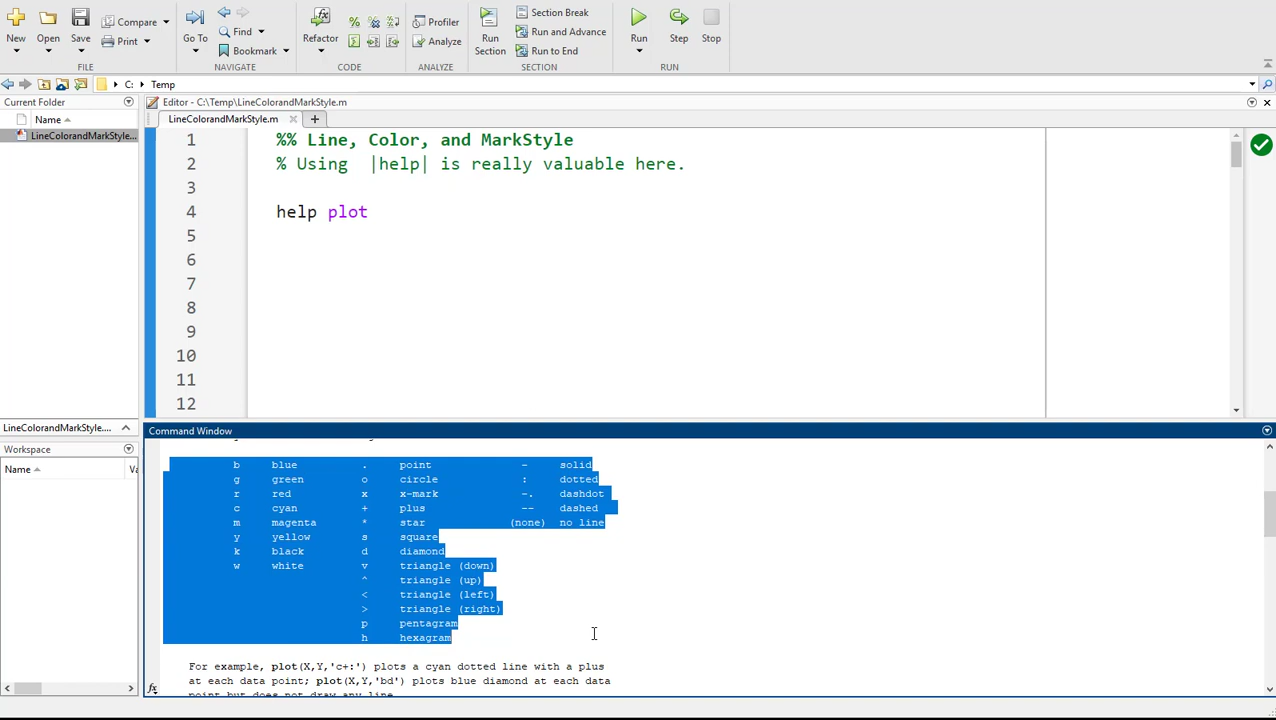 New
Open
Save
Compare
Print
Go To
Find
Bookmark
Refactor
Profiler
Analyze
Run
Section
Section Break
Run and Advance
Run to End
Run
Step
Stop
FILE
NAVIGATE
CODE
ANALYZE
SECTION
RUN
C: Temp
Current Folder
Name
LineColorandMarkStyle...
LineColorandMarkStyle....
Workspace
Name
Editor - C:\Temp\LineColorandMarkStyle.m
LineColorandMarkStyle.m
1 %% Line, Color, and MarkStyle
2 % Using |help| is really valuable here.
3
4 help plot
5
6
7
8
9
10
11
12
Command Window
b blue . point - solid
g green o circle : dotted
r red x x-mark -. dashdot
c cyan + plus -- dashed
m magenta * star (none) no line
y yellow s square
k black d diamond
w white v triangle (down)
^ triangle (up)
< triangle (left)
> triangle (right)
p pentagram
h hexagram
For example, plot(X,Y,'c+:') plots a cyan dotted line with a plus
at each data point; plot(X,Y,'bd') plots blue diamond at each data
point but does not draw any line.
fx